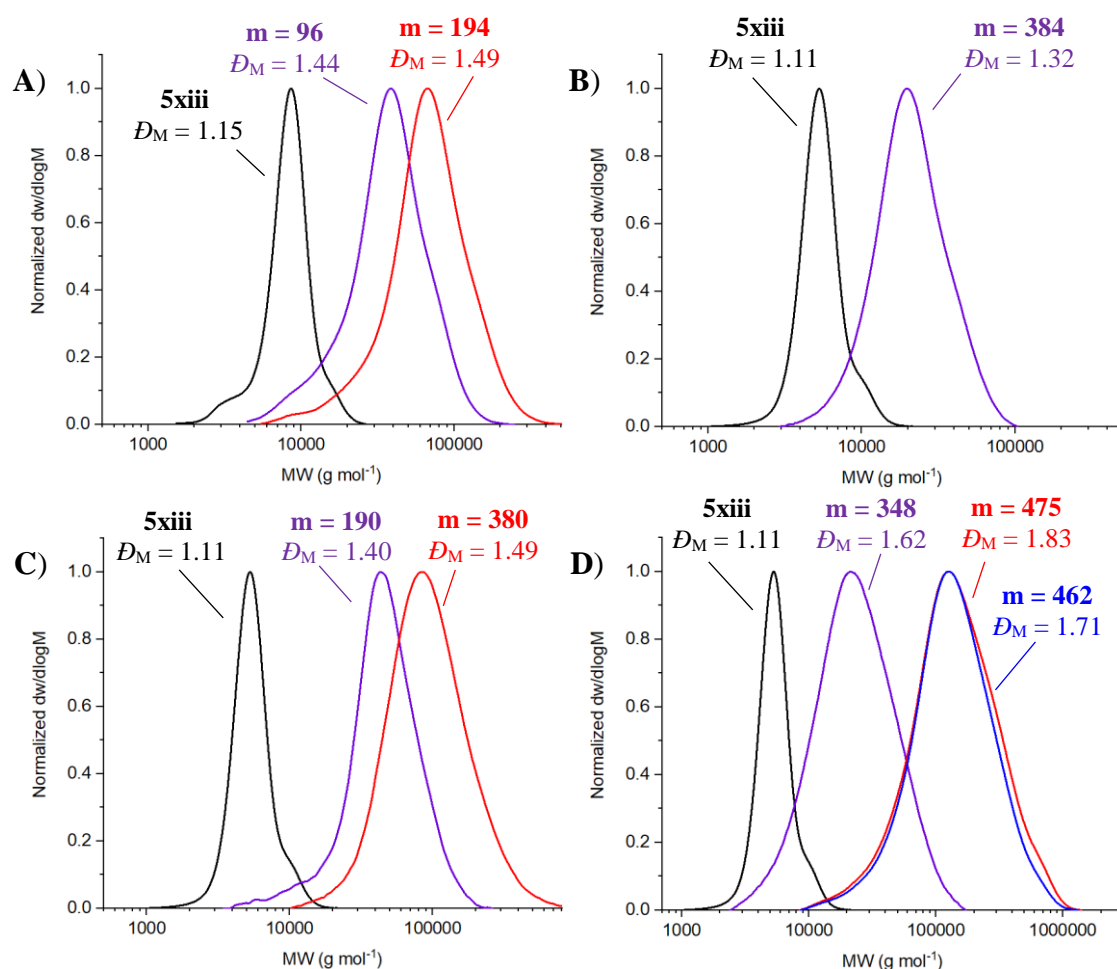 A)
m = 96
ĐM = 1.44
m = 194
ĐM = 1.49
5xiii
ĐM = 1.15
Normalized dw/dlogM
1.0
0.8
0.6
0.4
0.2
0.0
1000
10000
100000
MW (g mol⁻¹)
B)
5xiii
ĐM = 1.11
m = 384
ĐM = 1.32
Normalized dw/dlogM
1.0
0.8
0.6
0.4
0.2
0.0
1000
10000
100000
MW (g mol⁻¹)
C)
5xiii
ĐM = 1.11
m = 190
ĐM = 1.40
m = 380
ĐM = 1.49
Normalized dw/dlogM
1.0
0.8
0.6
0.4
0.2
0.0
1000
10000
100000
MW (g mol⁻¹)
D)
5xiii
ĐM = 1.11
m = 348
ĐM = 1.62
m = 475
ĐM = 1.83
m = 462
ĐM = 1.71
Normalized dw/dlogM
1.0
0.8
0.6
0.4
0.2
0.0
1000
10000
100000
1000000
MW (g mol⁻¹)